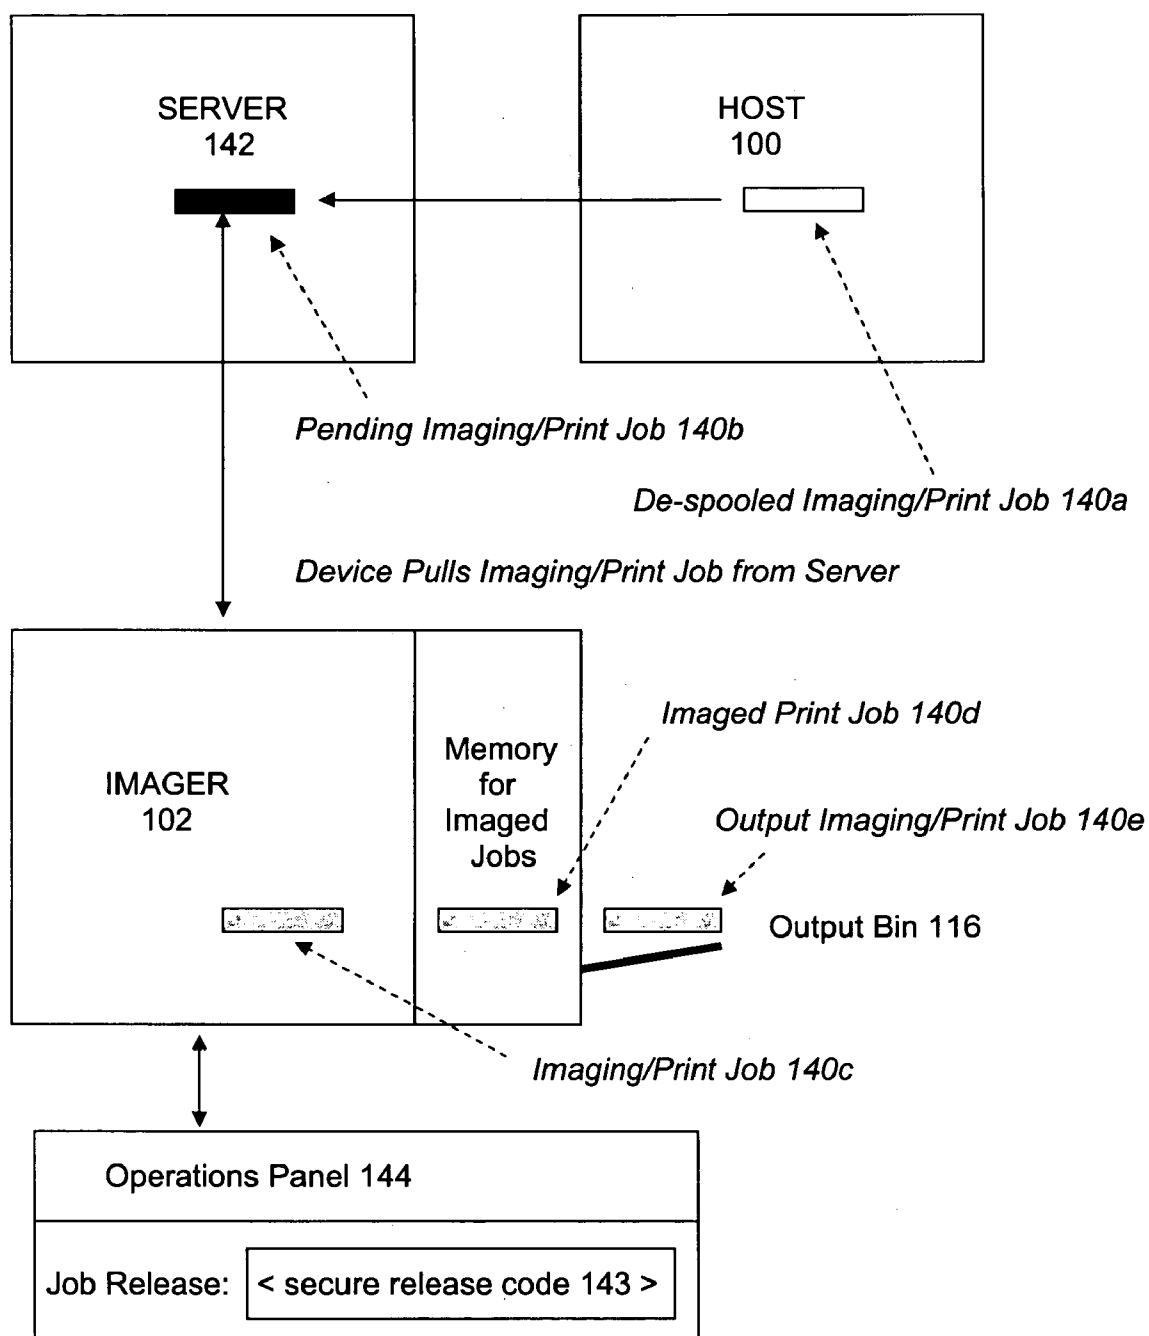 SERVER
142
HOST
100
Pending Imaging/Print Job 140b
De-spooled Imaging/Print Job 140a
Device Pulls Imaging/Print Job from Server
IMAGER
102
Memory
for
Imaged
Jobs
Imaged Print Job 140d
Output Imaging/Print Job 140e
Output Bin 116
Imaging/Print Job 140c
Operations Panel 144
Job Release: < secure release code 143 >